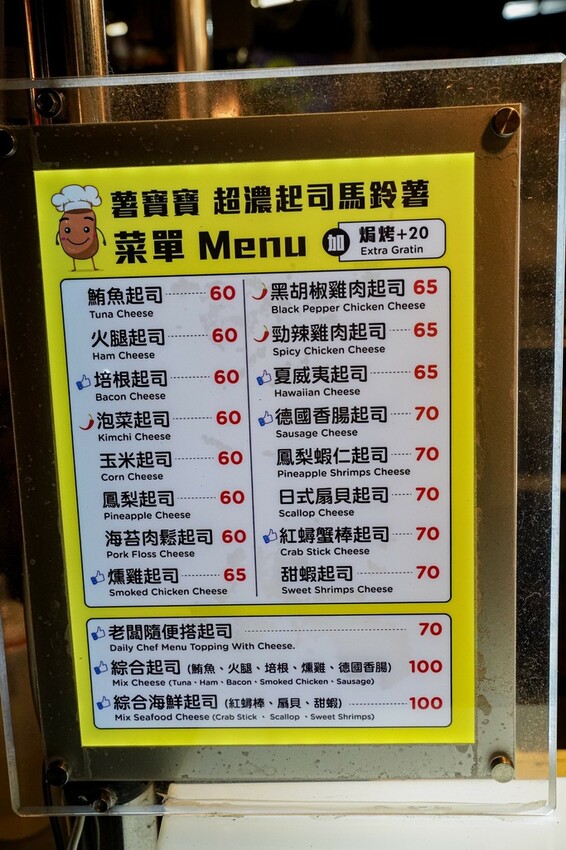 薯寶寶 超濃起司馬鈴薯
菜單 Menu 加 焗烤+20
Extra Gratin
鮪魚起司 60
Tuna Cheese
火腿起司 60
Ham Cheese
培根起司 60
Bacon Cheese
泡菜起司 60
Kimchi Cheese
玉米起司 60
Corn Cheese
鳳梨起司 60
Pineapple Cheese
海苔肉鬆起司 60
Pork Floss Cheese
燻雞起司 65
Smoked Chicken Cheese
黑胡椒雞肉起司 65
Black Pepper Chicken Cheese
勁辣雞肉起司 65
Spicy Chicken Cheese
夏威夷起司 65
Hawaiian Cheese
德國香腸起司 70
Sausage Cheese
鳳梨蝦仁起司 70
Pineapple Shrimps Cheese
日式扇貝起司 70
Scallop Cheese
紅蟳蟹棒起司 70
Crab Stick Cheese
甜蝦起司 70
Sweet Shrimps Cheese
老闆隨便搭起司 70
Daily Chef Menu Topping With Cheese.
綜合起司 (鮪魚、火腿、培根、燻雞、德國香腸) 100
Mix Cheese (Tuna、Ham、Bacon、Smoked Chicken、Sausage)
綜合海鮮起司 (紅蟳棒、扇貝、甜蝦) 100
Mix Seafood Cheese (Crab Stick 、 Scallop 、Sweet Shrimps)